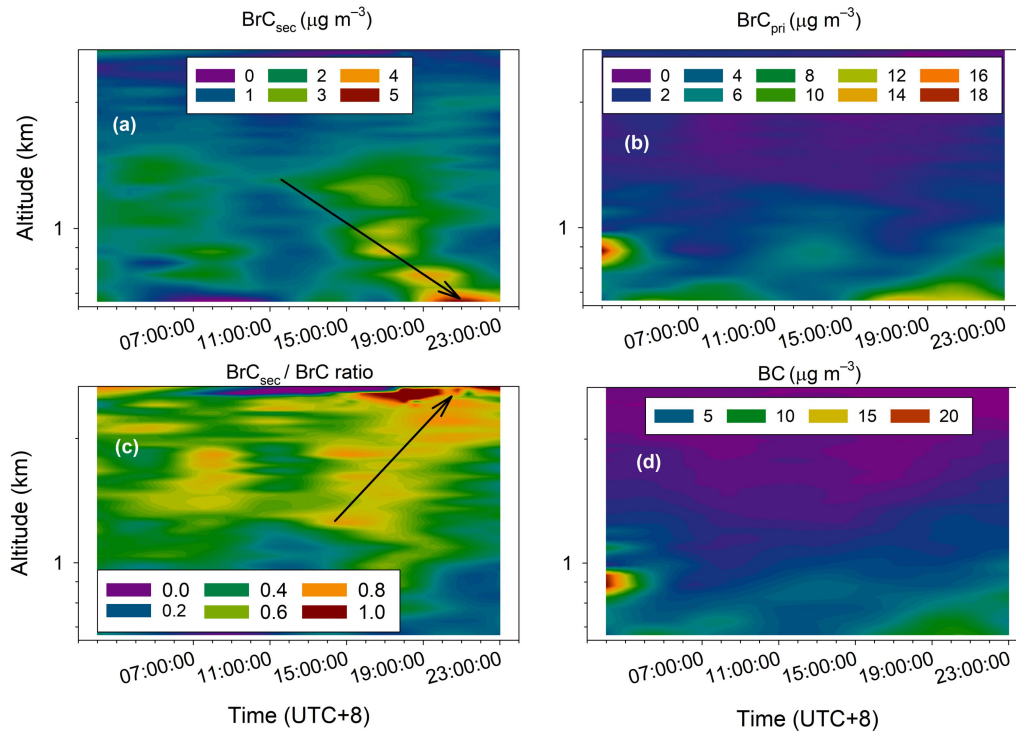 BrC_sec (μg m⁻³)
0 2 4
1 3 5
(a)
Altitude (km)
1
07:00:00 11:00:00 15:00:00 19:00:00 23:00:00
BrC_pri (μg m⁻³)
0 4 8 12 16
2 6 10 14 18
(b)
1
07:00:00 11:00:00 15:00:00 19:00:00 23:00:00
BrC_sec / BrC ratio
(c)
Altitude (km)
1
0.0 0.4 0.8
0.2 0.6 1.0
07:00:00 11:00:00 15:00:00 19:00:00 23:00:00
Time (UTC+8)
BC (μg m⁻³)
5 10 15 20
(d)
1
07:00:00 11:00:00 15:00:00 19:00:00 23:00:00
Time (UTC+8)